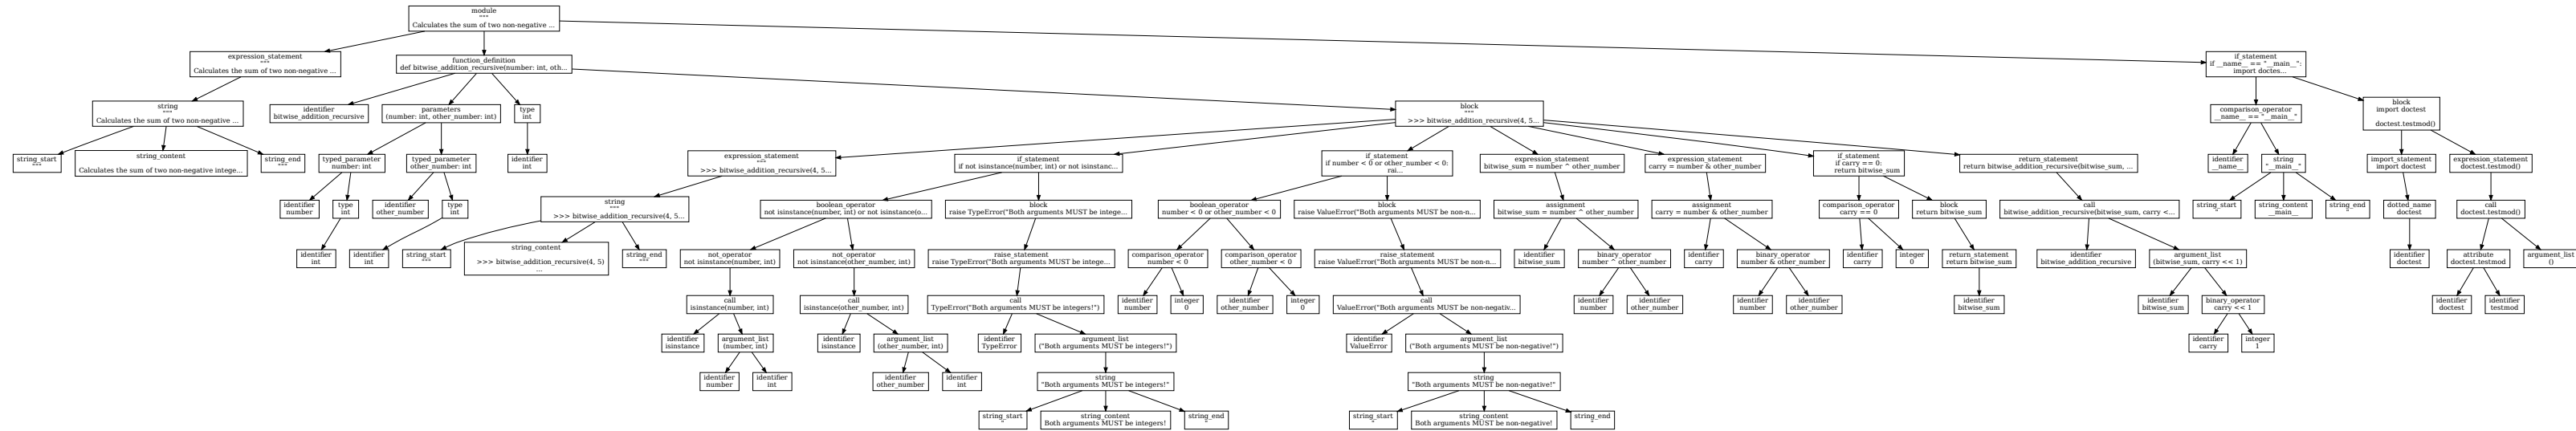 module
"""
Calculates the sum of two non-negative ...
expression_statement
"""
Calculates the sum of two non-negative ...
function_definition
def bitwise_addition_recursive(number: int, oth...
if_statement
if __name__ == "__main__":
import doctes...
string
"""
Calculates the sum of two non-negative ...
identifier
bitwise_addition_recursive
parameters
(number: int, other_number: int)
type
int
block
"""
>>> bitwise_addition_recursive(4, 5...
comparison_operator
__name__ == "__main__"
block
import doctest
doctest.testmod()
string_start
"""
string_content
Calculates the sum of two non-negative intege...
string_end
"""
typed_parameter
number: int
typed_parameter
other_number: int
identifier
int
expression_statement
"""
>>> bitwise_addition_recursive(4, 5...
if_statement
if not isinstance(number, int) or not isinstanc...
if_statement
if number < 0 or other_number < 0:
rai...
expression_statement
bitwise_sum = number ^ other_number
expression_statement
carry = number & other_number
if_statement
if carry == 0:
return bitwise_sum
return_statement
return bitwise_addition_recursive(bitwise_sum, ...
identifier
__name__
string
"__main__"
import_statement
import doctest
expression_statement
doctest.testmod()
identifier
number
type
int
identifier
other_number
type
int
string
"""
>>> bitwise_addition_recursive(4, 5...
boolean_operator
not isinstance(number, int) or not isinstance(o...
block
raise TypeError("Both arguments MUST be intege...
boolean_operator
number < 0 or other_number < 0
block
raise ValueError("Both arguments MUST be non-n...
assignment
bitwise_sum = number ^ other_number
assignment
carry = number & other_number
comparison_operator
carry == 0
block
return bitwise_sum
call
bitwise_addition_recursive(bitwise_sum, carry <...
string_start
"
string_content
__main__
string_end
"
dotted_name
doctest
call
doctest.testmod()
identifier
int
identifier
int
string_start
"""
string_content
>>> bitwise_addition_recursive(4, 5)
...
string_end
"""
not_operator
not isinstance(number, int)
not_operator
not isinstance(other_number, int)
raise_statement
raise TypeError("Both arguments MUST be intege...
comparison_operator
number < 0
comparison_operator
other_number < 0
raise_statement
raise ValueError("Both arguments MUST be non-n...
identifier
bitwise_sum
binary_operator
number ^ other_number
identifier
carry
binary_operator
number & other_number
identifier
carry
integer
0
return_statement
return bitwise_sum
identifier
bitwise_addition_recursive
argument_list
(bitwise_sum, carry << 1)
identifier
doctest
attribute
doctest.testmod
argument_list
()
call
isinstance(number, int)
call
isinstance(other_number, int)
call
TypeError("Both arguments MUST be integers!")
identifier
number
integer
0
identifier
other_number
integer
0
call
ValueError("Both arguments MUST be non-negativ...
identifier
number
identifier
other_number
identifier
number
identifier
other_number
identifier
bitwise_sum
identifier
bitwise_sum
binary_operator
carry << 1
identifier
doctest
identifier
testmod
identifier
isinstance
argument_list
(number, int)
identifier
isinstance
argument_list
(other_number, int)
identifier
TypeError
argument_list
("Both arguments MUST be integers!")
identifier
ValueError
argument_list
("Both arguments MUST be non-negative!")
identifier
carry
integer
1
identifier
number
identifier
int
identifier
other_number
identifier
int
string
"Both arguments MUST be integers!"
string
"Both arguments MUST be non-negative!"
string_start
"
string_content
Both arguments MUST be integers!
string_end
"
string_start
"
string_content
Both arguments MUST be non-negative!
string_end
"